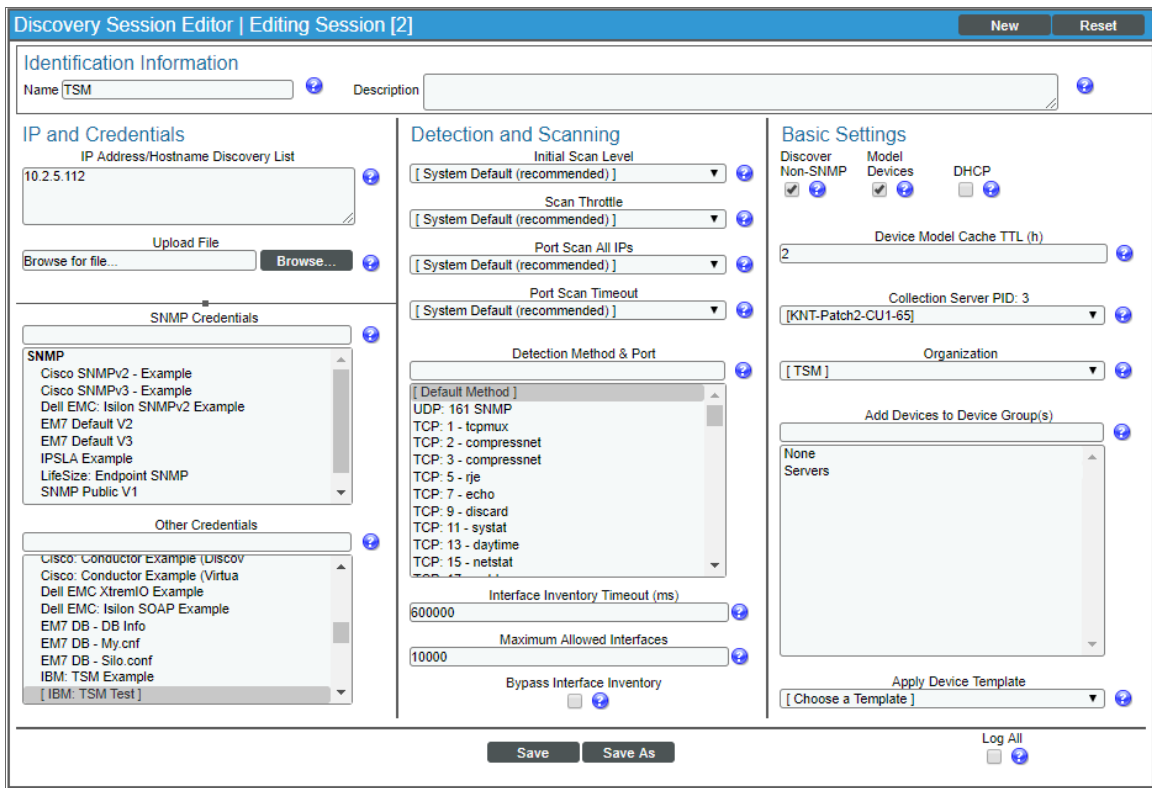 Discovery Session Editor | Editing Session [2]
New
Reset
Identification Information
Name TSM
Description
IP and Credentials
IP Address/Hostname Discovery List
10.2.5.112
Upload File
Browse for file...
Browse...
SNMP Credentials
SNMP
Cisco SNMPv2 - Example
Cisco SNMPv3 - Example
Dell EMC: Isilon SNMPv2 Example
EM7 Default V2
EM7 Default V3
IPSLA Example
LifeSize: Endpoint SNMP
SNMP Public V1
Other Credentials
Cisco: Conductor Example (Discov
Cisco: Conductor Example (Virtua
Dell EMC XtremIO Example
Dell EMC: Isilon SOAP Example
EM7 DB - DB Info
EM7 DB - My.cnf
EM7 DB - Silo.conf
IBM: TSM Example
[ IBM: TSM Test ]
Detection and Scanning
Initial Scan Level
[ System Default (recommended) ]
Scan Throttle
[ System Default (recommended) ]
Port Scan All IPs
[ System Default (recommended) ]
Port Scan Timeout
[ System Default (recommended) ]
Detection Method & Port
[ Default Method ]
UDP: 161 SNMP
TCP: 1 - tcpmux
TCP: 2 - compressnet
TCP: 3 - compressnet
TCP: 5 - rje
TCP: 7 - echo
TCP: 9 - discard
TCP: 11 - systat
TCP: 13 - daytime
TCP: 15 - netstat
Interface Inventory Timeout (ms)
600000
Maximum Allowed Interfaces
10000
Bypass Interface Inventory
Basic Settings
Discover Non-SNMP
Model Devices
DHCP
Device Model Cache TTL (h)
2
Collection Server PID: 3
[KNT-Patch2-CU1-65]
Organization
[ TSM ]
Add Devices to Device Group(s)
None
Servers
Apply Device Template
[ Choose a Template ]
Save
Save As
Log All